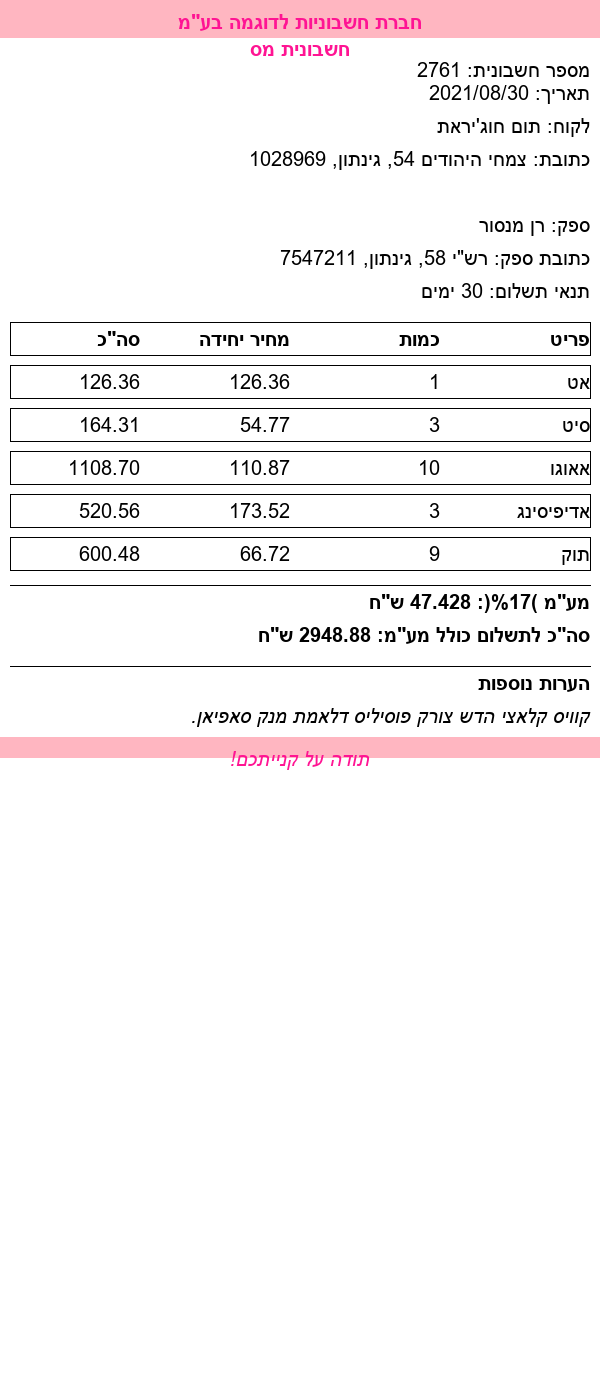 חברת חשבוניות לדוגמה בע"מ
חשבונית מס
מספר חשבונית: 2761
תאריך: 2021/08/30
לקוח: תום חוג'יראת
כתובת: צמחי היהודים 54, גינתון, 1028969
ספק: רן מנסור
כתובת ספק: רש"י 58, גינתון, 7547211
תנאי תשלום: 30 ימים
פריט כמות מחיר יחידה סה"כ
אט 1 126.36 126.36
סיט 3 54.77 164.31
אאוגו 10 110.87 1108.70
אדיפיסינג 3 173.52 520.56
תוק 9 66.72 600.48
מע"מ )17%(: 47.428 ש"ח
סה"כ לתשלום כולל מע"מ: 2948.88 ש"ח
הערות נוספות
קוויס קלאצי הדש צורק פוסיליס דלאמת מנק סאפיאן.
תודה על קנייתכם!